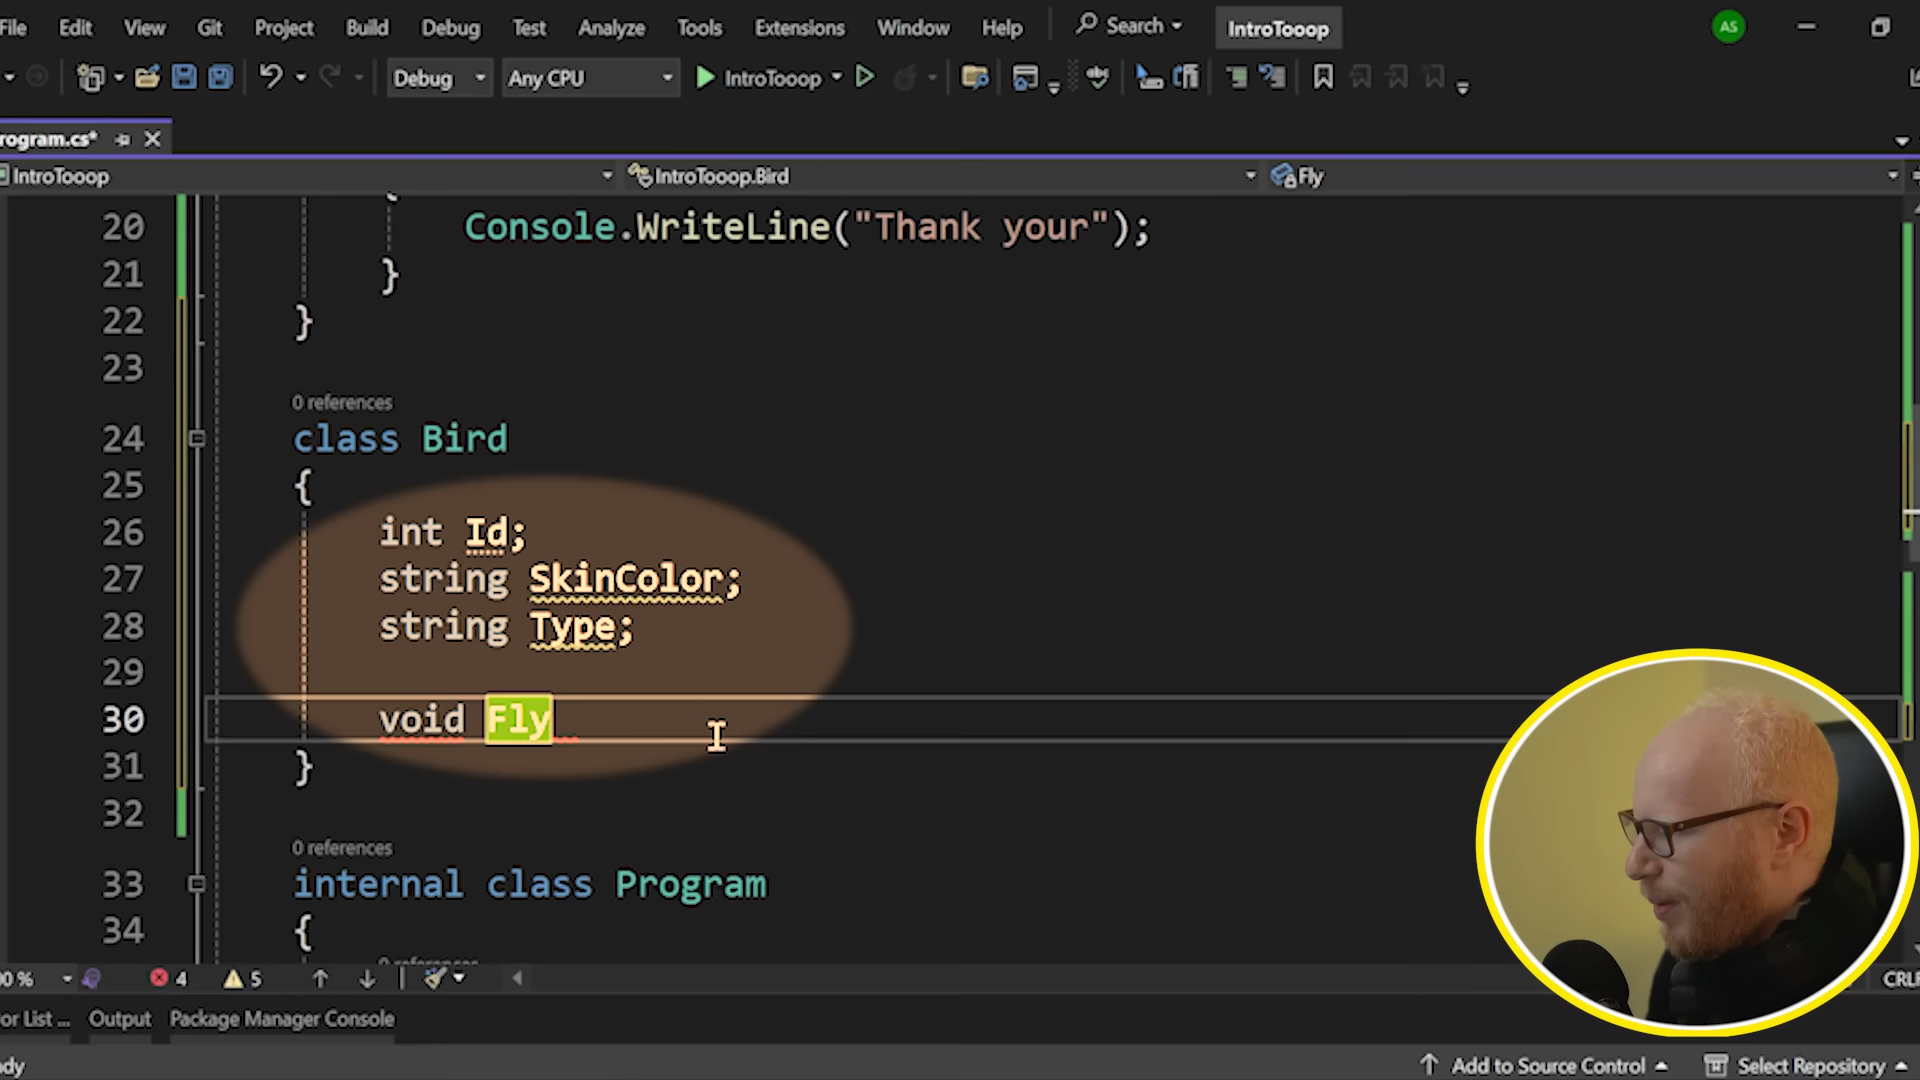 File Edit View Git Project Build Debug Test Analyze Tools Extensions Window Help Search IntroTooop AS
Debug Any CPU IntroTooop
rogram.cs*
IntroTooop IntroTooop.Bird Fly
20 Console.WriteLine("Thank your");
21 }
22 }
23
0 references
24 class Bird
25 {
26 int Id;
27 string SkinColor;
28 string Type;
29
30 void Fly
31 }
32
0 references
33 internal class Program
34 {
0 references
00 % 4 5 CRLF
or List ... Output Package Manager Console
dy Add to Source Control Select Repository